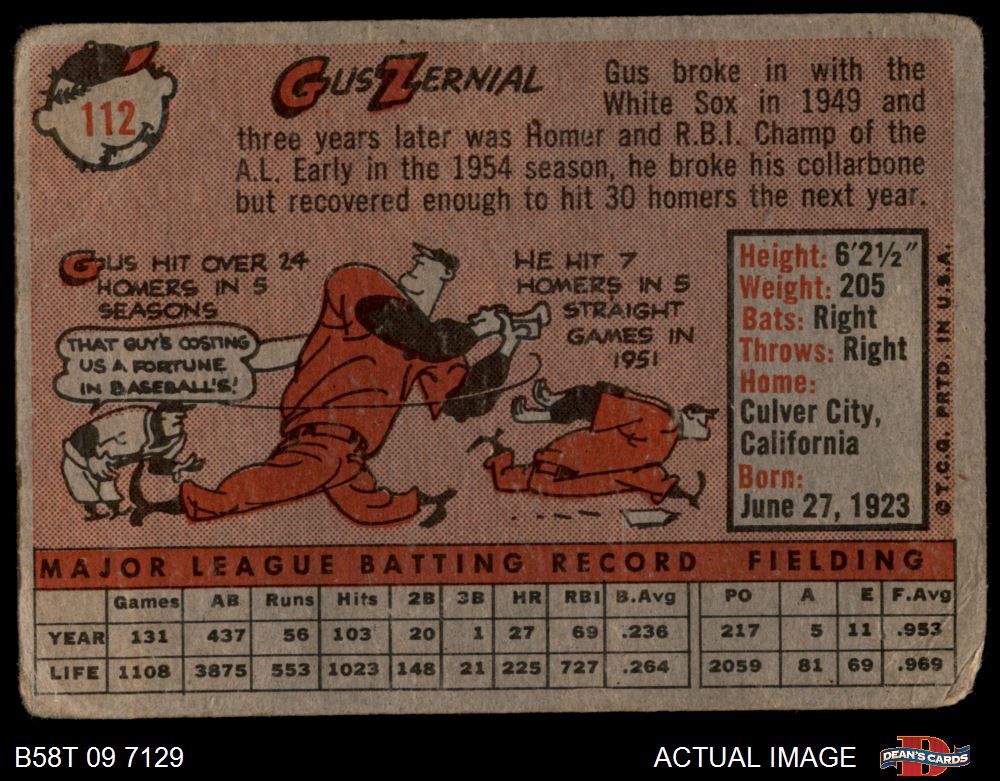 112
GUS ZERNIAL
Gus broke in with the
White Sox in 1949 and
three years later was Homer and R.B.I. Champ of the
A.L. Early in the 1954 season, he broke his collarbone
but recovered enough to hit 30 homers the next year.
GUS HIT OVER 24
HOMERS IN 5
SEASONS
THAT GUY'S COSTING
US A FORTUNE
IN BASEBALL'S!
HE HIT 7
HOMERS IN 5
STRAIGHT
GAMES IN
1951
Height: 6'2½"
Weight: 205
Bats: Right
Throws: Right
Home:
Culver City,
California
Born:
June 27, 1923
© T.C.G. PRTD. IN U.S.A.
MAJOR LEAGUE BATTING RECORD FIELDING
Games AB Runs Hits 2B 3B HR RBI B.Avg PO A E F.Avg
YEAR 131 437 56 103 20 1 27 69 .236 217 5 11 .953
LIFE 1108 3875 553 1023 148 21 225 727 .264 2059 81 69 .969
B58T 09 7129 ACTUAL IMAGE DEAN'S CARDS